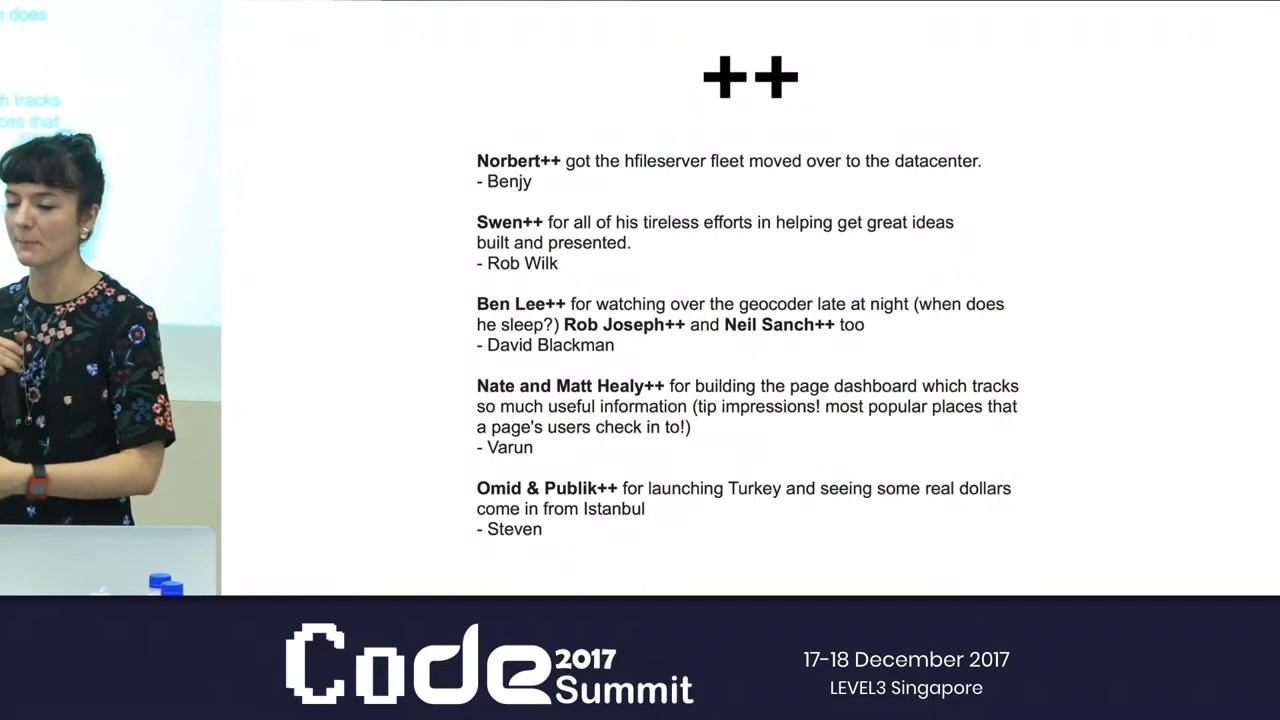 n does
h tracks
ces that
++
Norbert++ got the hfileserver fleet moved over to the datacenter.
- Benjy
Swen++ for all of his tireless efforts in helping get great ideas
built and presented.
- Rob Wilk
Ben Lee++ for watching over the geocoder late at night (when does
he sleep?) Rob Joseph++ and Neil Sanch++ too
- David Blackman
Nate and Matt Healy++ for building the page dashboard which tracks
so much useful information (tip impressions! most popular places that
a page's users check in to!)
- Varun
Omid & Publik++ for launching Turkey and seeing some real dollars
come in from Istanbul
- Steven
Code 2017 Summit
17-18 December 2017
LEVEL3 Singapore